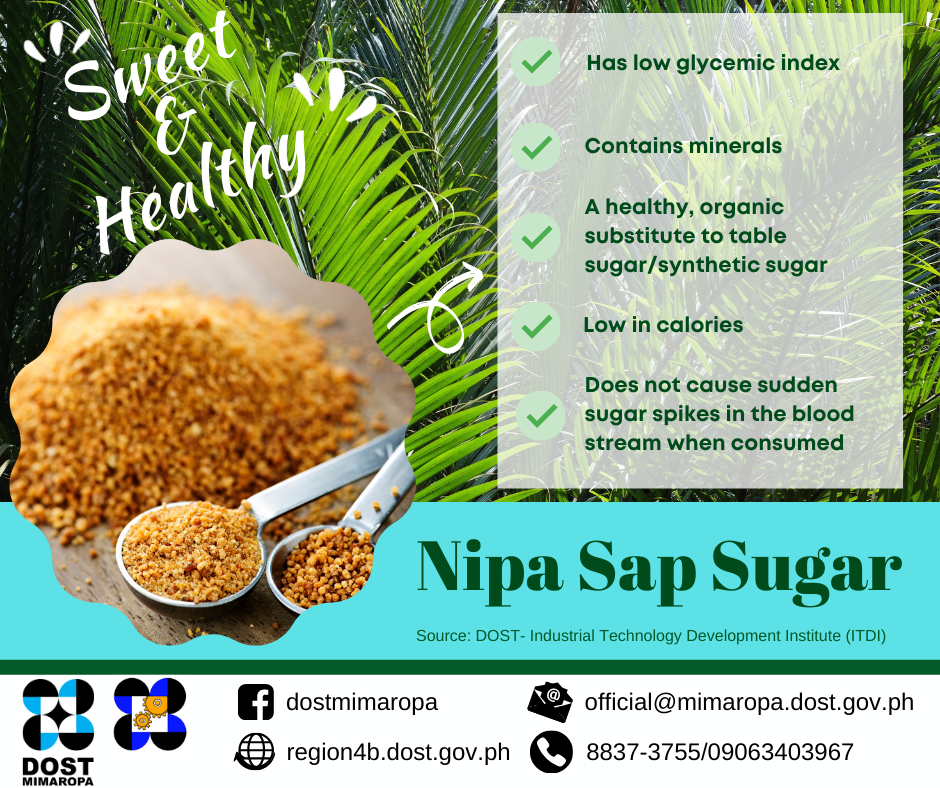 Sweet
&
Healthy
Has low glycemic index
Contains minerals
A healthy, organic
substitute to table
sugar/synthetic sugar
Low in calories
Does not cause sudden
sugar spikes in the blood
stream when consumed
Nipa Sap Sugar
Source: DOST- Industrial Technology Development Institute (ITDI)
DOST
MIMAROPA
dostmimaropa
official@mimaropa.dost.gov.ph
region4b.dost.gov.ph
8837-3755/09063403967